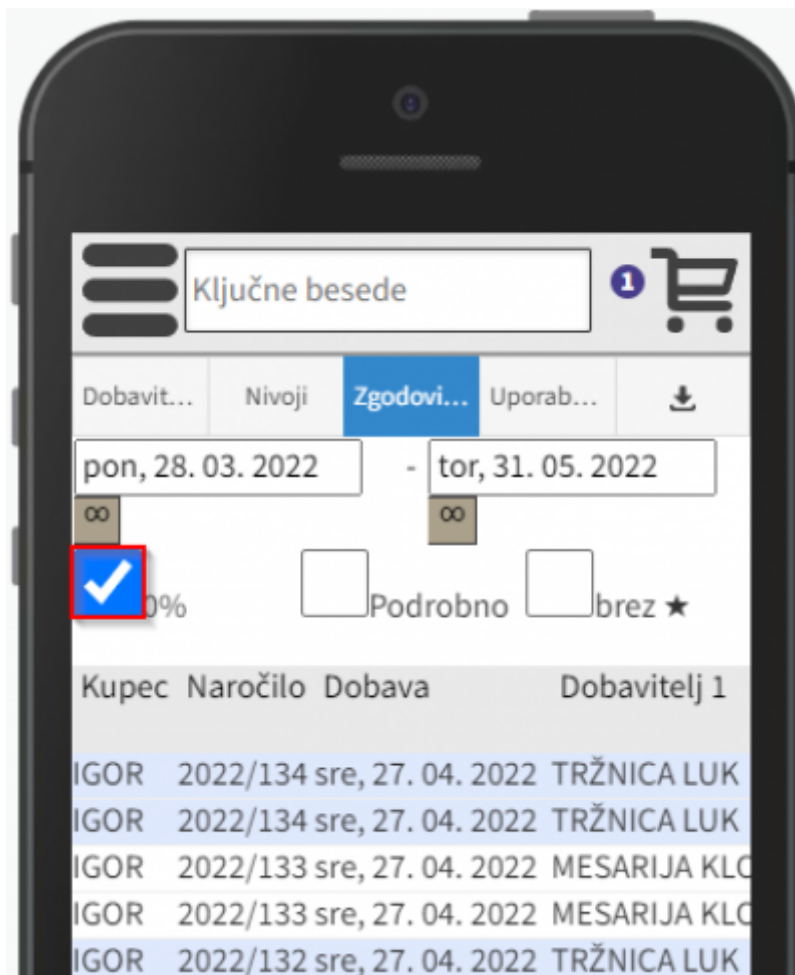 Ključne besede 1
Dobavit... Nivoji Zgodovi... Uporab...
pon, 28. 03. 2022 - tor, 31. 05. 2022
∞ ∞
0% Podrobno brez ★
Kupec Naročilo Dobava Dobavitelj 1
IGOR 2022/134 sre, 27. 04. 2022 TRŽNICA LUK
IGOR 2022/134 sre, 27. 04. 2022 TRŽNICA LUK
IGOR 2022/133 sre, 27. 04. 2022 MESARIJA KLO
IGOR 2022/133 sre, 27. 04. 2022 MESARIJA KLO
IGOR 2022/132 sre, 27. 04. 2022 TRŽNICA LUK